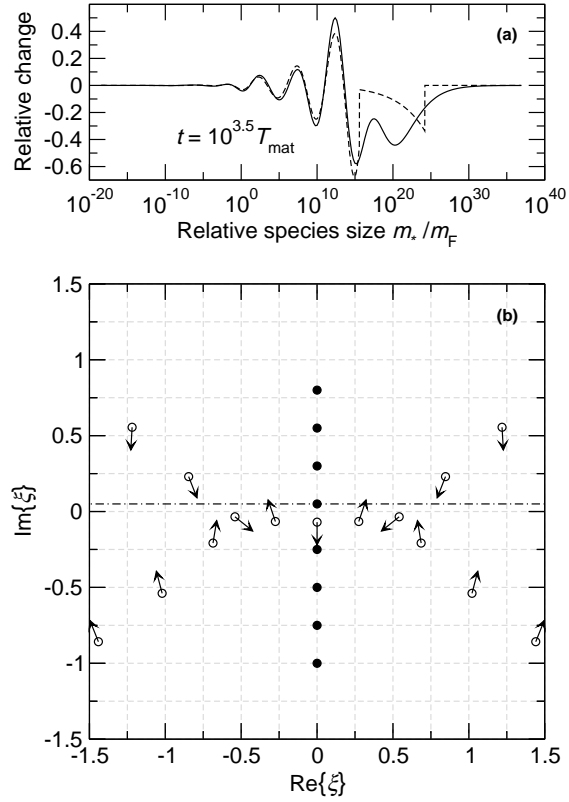 (a)
Relative change
0.4
0.2
0
-0.2
-0.4
-0.6
t = 10^3.5 T_mat
10^-20 10^-10 10^0 10^10 10^20 10^30 10^40
Relative species size m_* /m_F
(b)
Im{ξ}
1.5
1
0.5
0
-0.5
-1
-1.5
-1.5 -1 -0.5 0 0.5 1 1.5
Re{ξ}